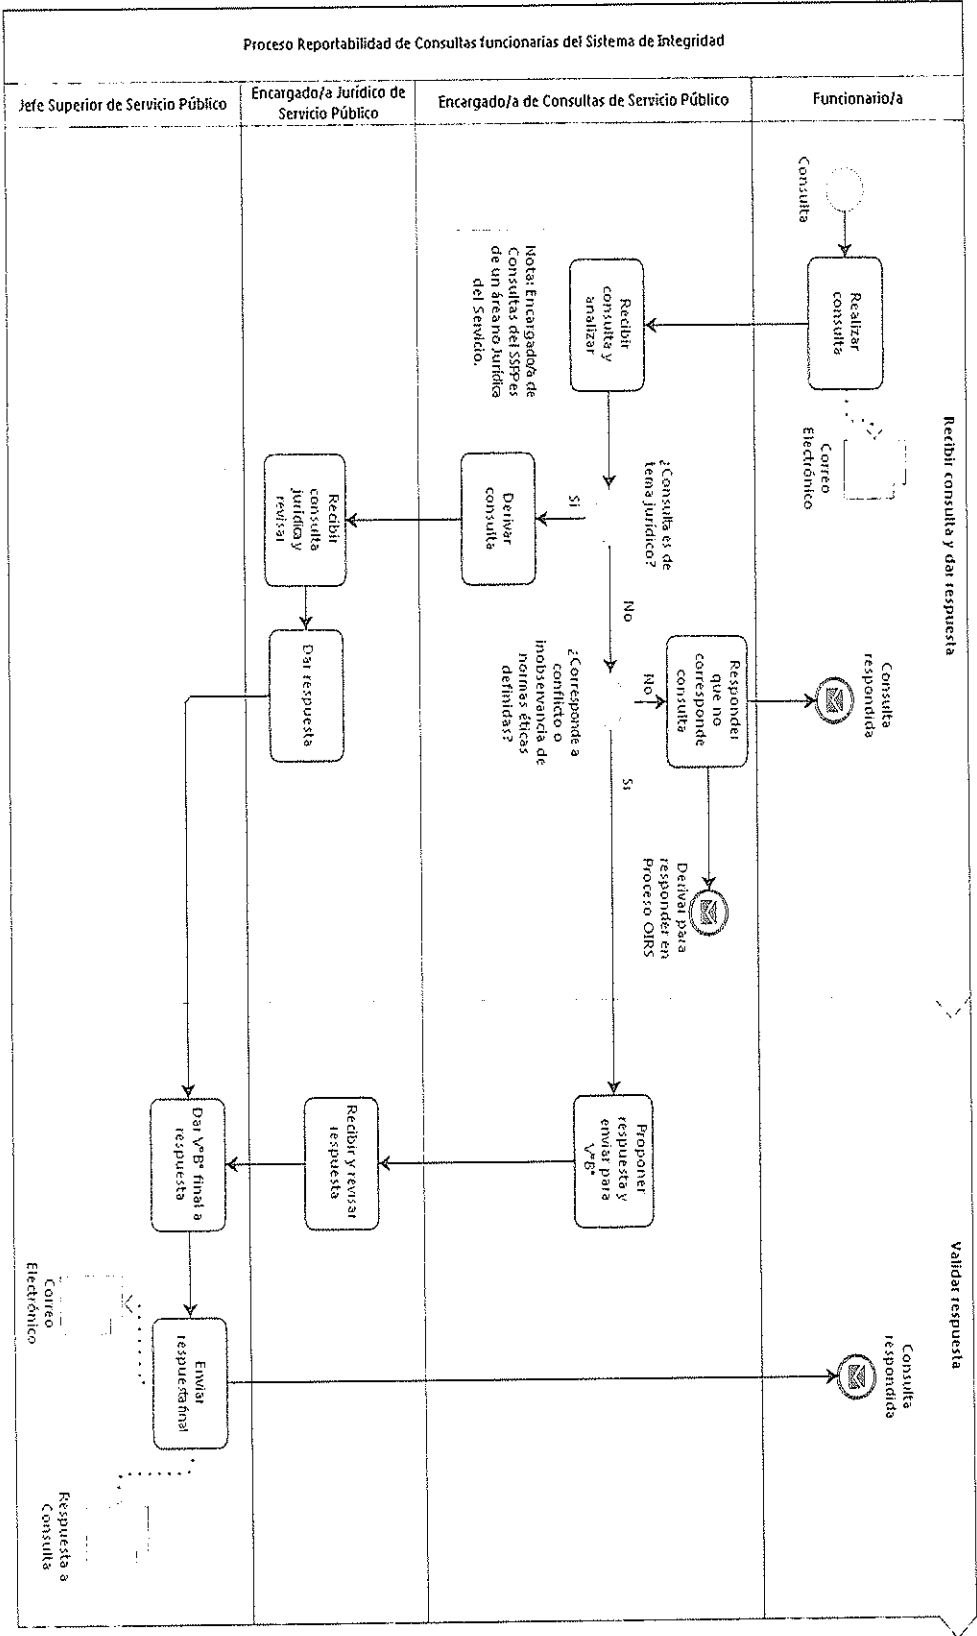 Proceso Reportabilidad de Consultas funcionarias del Sistema de Integridad
Funcionario/a
Encargado/a de Consultas de Servicio Público
Encargado/a Jurídico de
Servicio Público
Jefe Superior de Servicio Público
Recibir consulta y dar respuesta
Validar respuesta
Consulta
Realizar
consulta
Correo
Electrónico
Consulta
respondida
Recibir
consulta y
analizar
Nota: Encargado/a de
Consultas del SSPP es
de un área no Jurídica
del Servicio.
¿Consulta es de
tema jurídico?
Si
No
Derivar
consulta
¿Corresponde a
conflicto o
inobservancia de
normas éticas
definidas?
No
Si
Responder
que no
corresponde
consulta
Derivar para
responder en
Proceso OIRS
Recibir
consulta
jurídica y
revisar
Dar respuesta
Proponer
respuesta y
enviar para
V°B°
Recibir y revisar
respuesta
Dar V°B° final a
respuesta
Enviar
respuesta final
Correo
Electrónico
Respuesta a
Consulta
Consulta
respondida